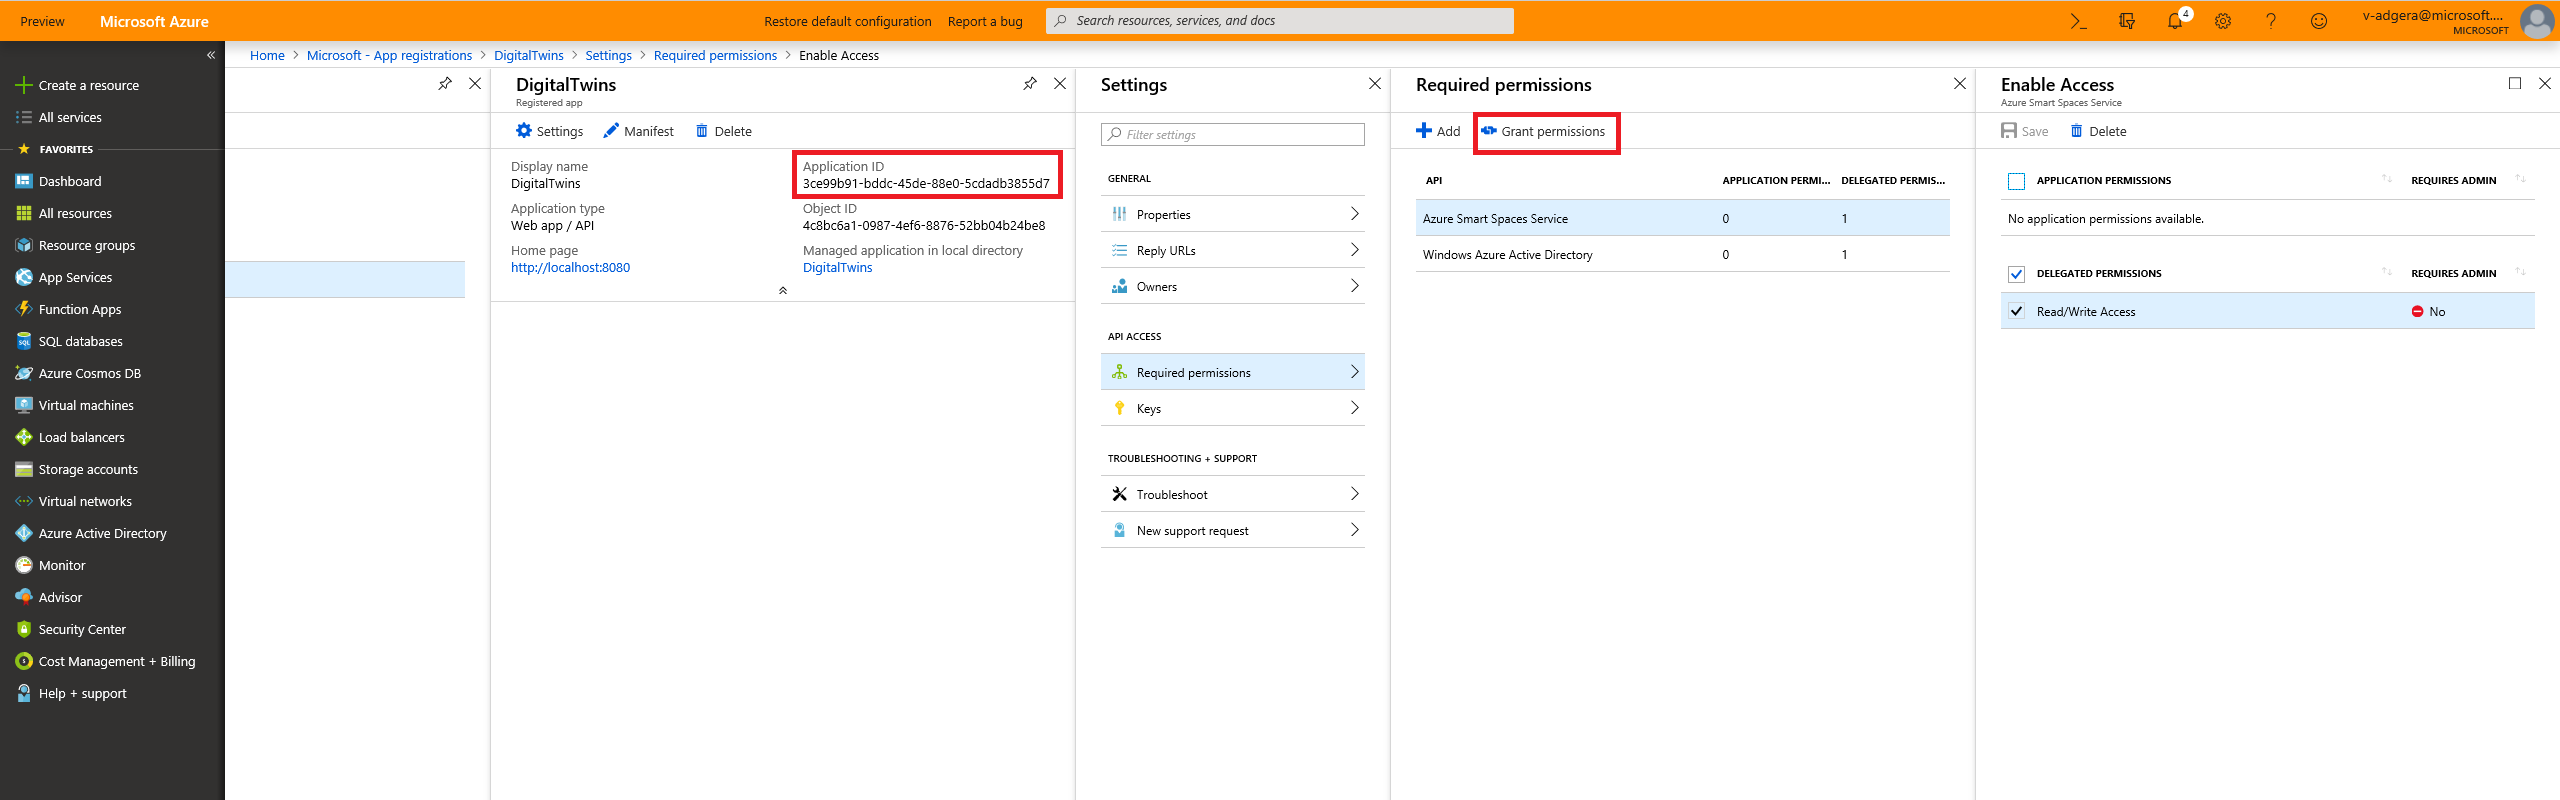 Preview
Microsoft Azure
Restore default configuration
Report a bug
Search resources, services, and docs
4
v-adgera@microsoft....
MICROSOFT
«
Home > Microsoft - App registrations > DigitalTwins > Settings > Required permissions > Enable Access
Create a resource
All services
FAVORITES
Dashboard
All resources
Resource groups
App Services
Function Apps
SQL databases
Azure Cosmos DB
Virtual machines
Load balancers
Storage accounts
Virtual networks
Azure Active Directory
Monitor
Advisor
Security Center
Cost Management + Billing
Help + support
DigitalTwins
Registered app
Settings
Manifest
Delete
Display name
DigitalTwins
Application type
Web app / API
Home page
http://localhost:8080
Application ID
3ce99b91-bddc-45de-88e0-5cdadb3855d7
Object ID
4c8bc6a1-0987-4ef6-8876-52bb04b24be8
Managed application in local directory
DigitalTwins
Settings
Filter settings
GENERAL
Properties
Reply URLs
Owners
API ACCESS
Required permissions
Keys
TROUBLESHOOTING + SUPPORT
Troubleshoot
New support request
Required permissions
Add
Grant permissions
API APPLICATION PERMI... DELEGATED PERMIS...
Azure Smart Spaces Service 0 1
Windows Azure Active Directory 0 1
Enable Access
Azure Smart Spaces Service
Save
Delete
APPLICATION PERMISSIONS REQUIRES ADMIN
No application permissions available.
DELEGATED PERMISSIONS REQUIRES ADMIN
Read/Write Access No